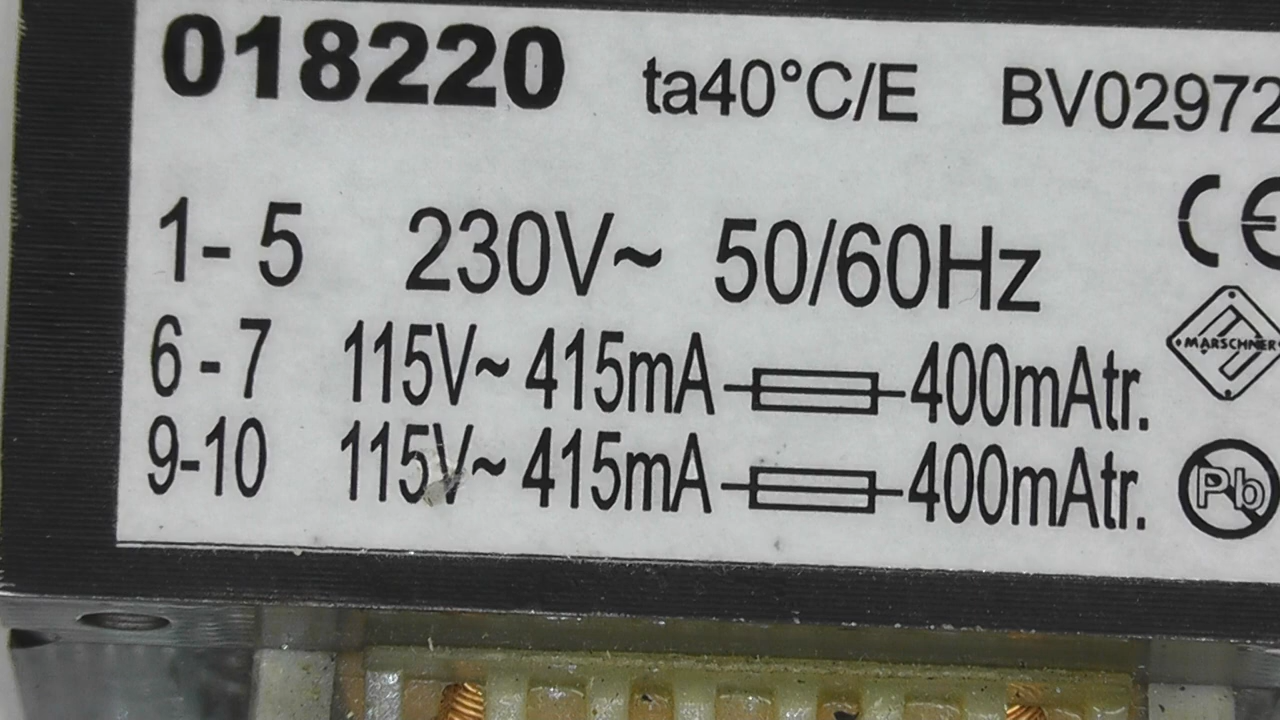 018220 ta40°C/E BV02972
CE
1- 5 230V~ 50/60Hz
6 - 7 115V~ 415mA 400mAtr.
MARSCHNER
9-10 115V~ 415mA 400mAtr.
Pb